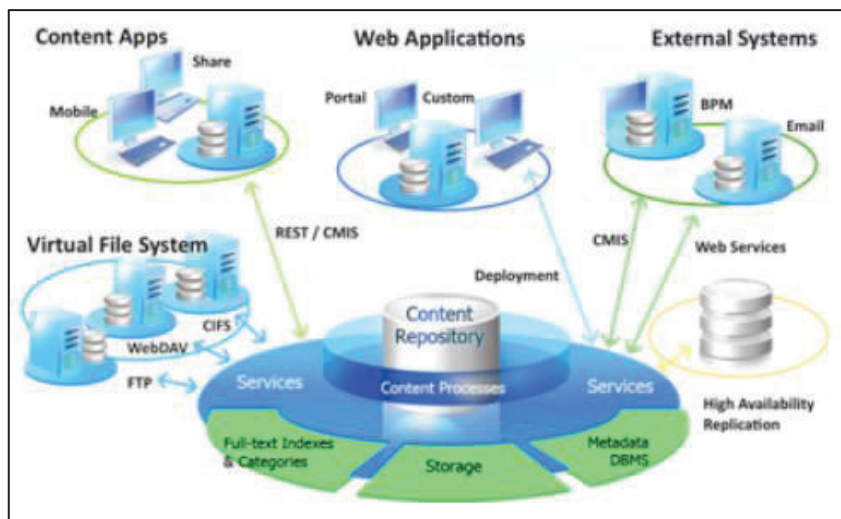 Content Apps
Share
Mobile
Web Applications
Portal
Custom
External Systems
BPM
Email
REST / CMIS
Deployment
CMIS
Web Services
Virtual File System
CIFS
WebDAV
FTP
Content
Repository
Services
Content Processes
Services
High Availability
Replication
Full-text Indexes
& Categories
Storage
Metadata
DBMS